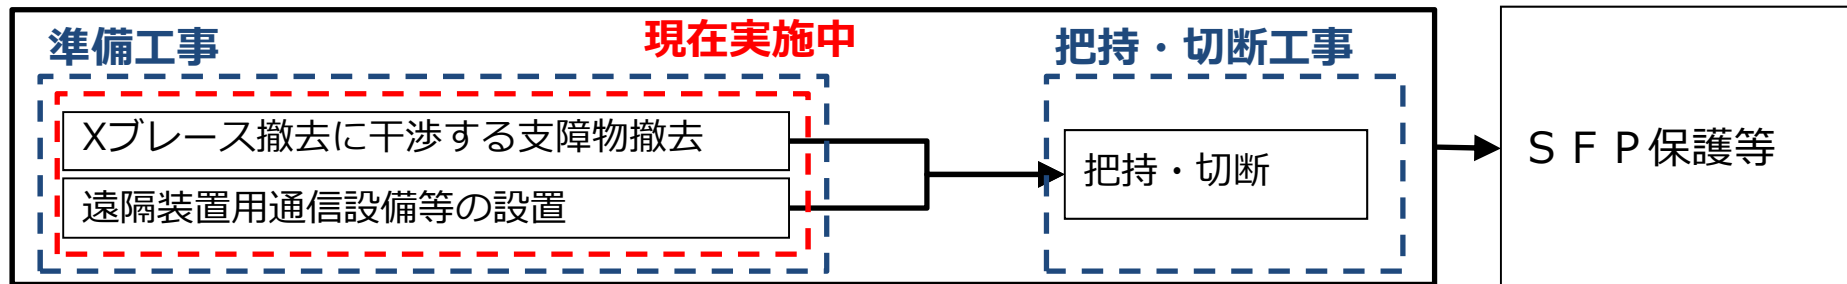 準備工事
現在実施中
把持・切断工事
Xブレース撤去に干渉する支障物撤去
遠隔装置用通信設備等の設置
把持・切断
ＳＦＰ保護等